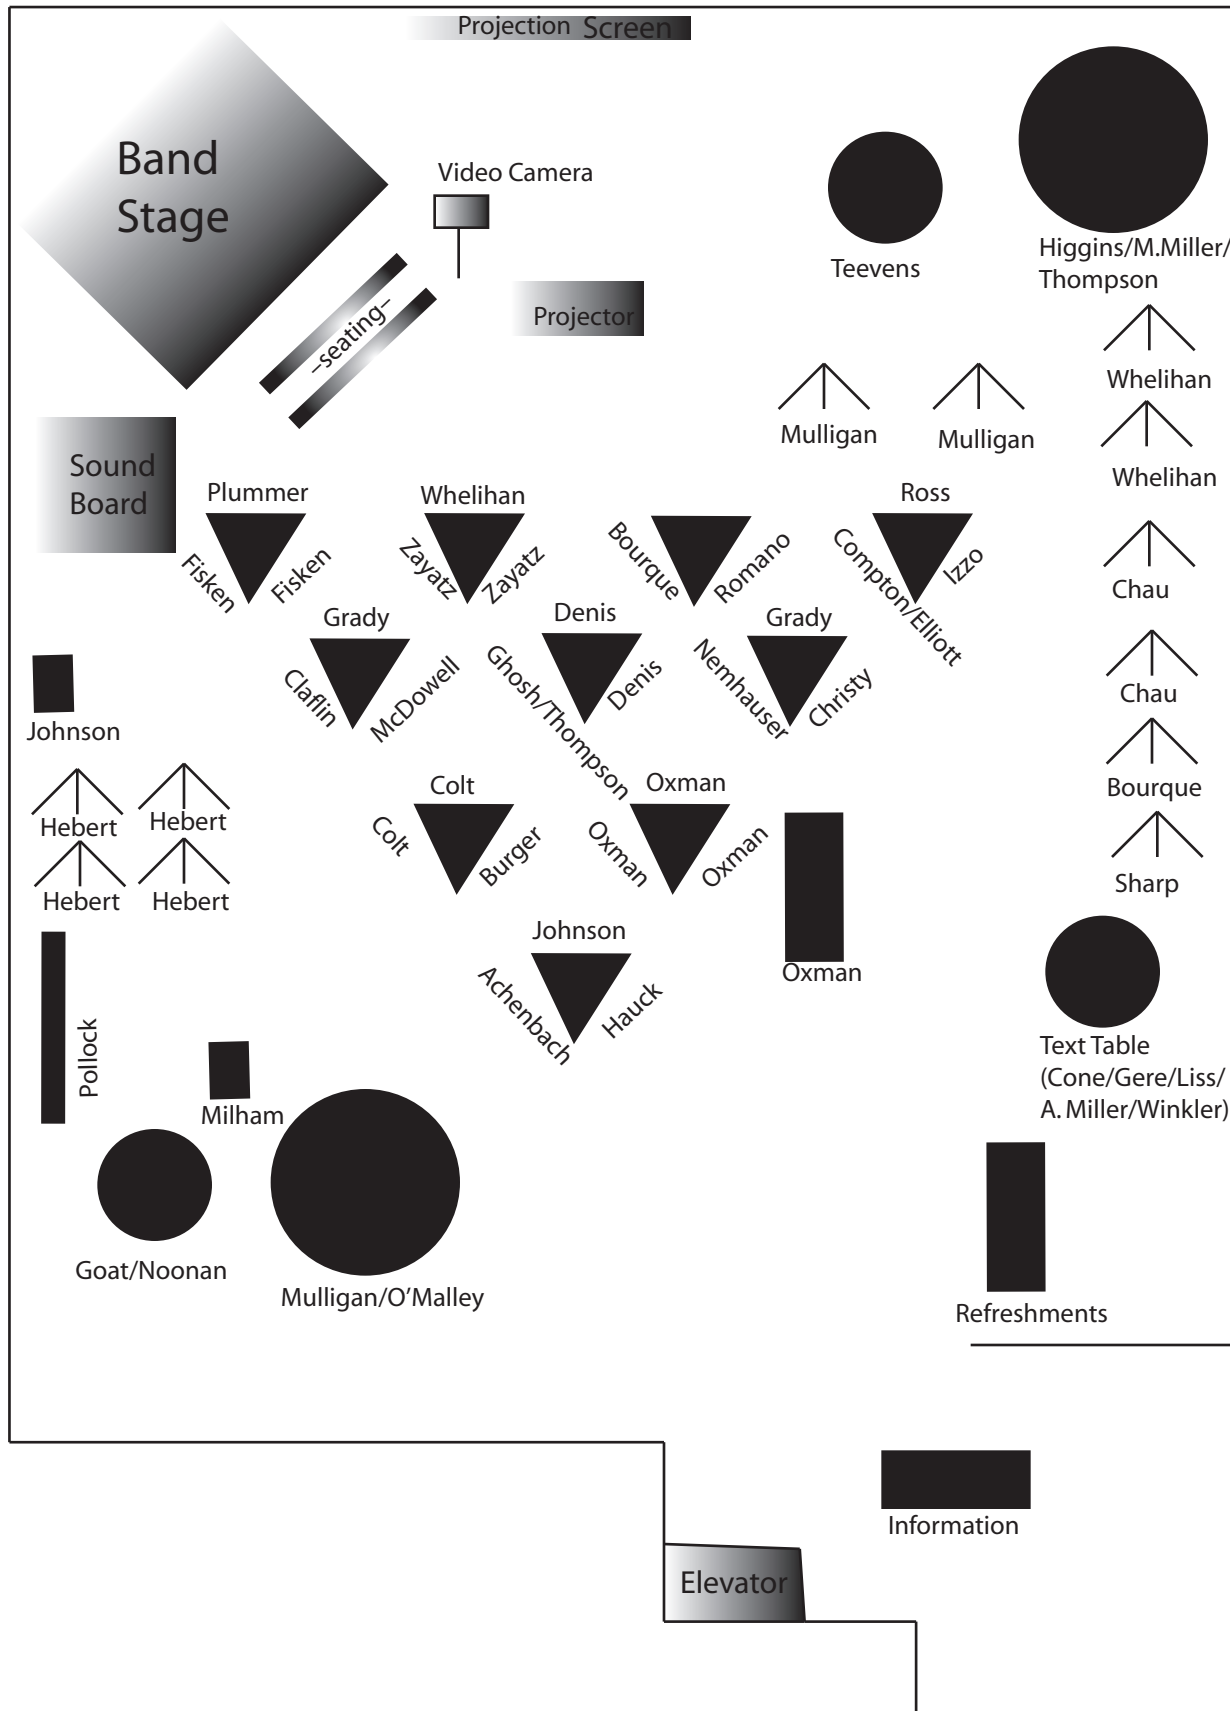 Projection Screen
Band
Stage
Video Camera
Teevens
Higgins/M.Miller/
Thompson
–seating–
Projector
Whelihan
Mulligan
Mulligan
Whelihan
Sound
Board
Plummer
Fisken
Fisken
Whelihan
Zayatz
Zayatz
Bourque
Romano
Ross
Compton/Elliott
Izzo
Chau
Grady
Claflin
McDowell
Denis
Ghosh/Thompson
Denis
Grady
Nemhauser
Christy
Chau
Johnson
Bourque
Hebert
Hebert
Colt
Colt
Burger
Oxman
Oxman
Oxman
Sharp
Hebert
Hebert
Johnson
Achenbach
Hauck
Oxman
Pollock
Text Table
(Cone/Gere/Liss/
A. Miller/Winkler)
Milham
Goat/Noonan
Mulligan/O’Malley
Refreshments
Information
Elevator